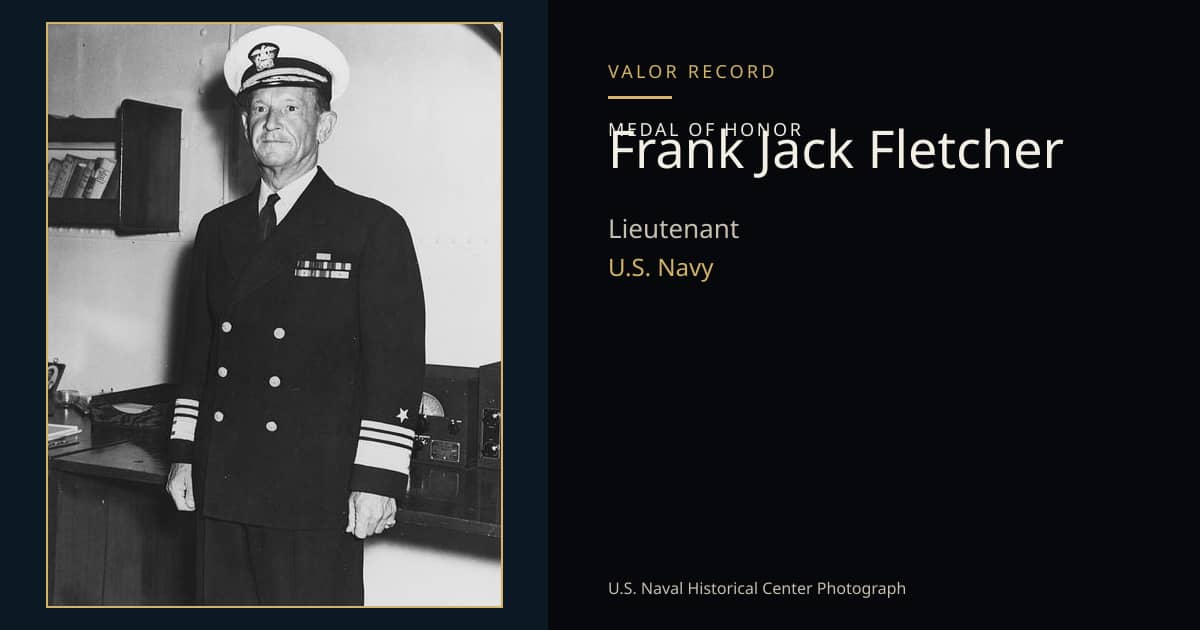 VALOR RECORD
MEDAL OF HONOR
Frank Jack Fletcher
Lieutenant
U.S. Navy
U.S. Naval Historical Center Photograph